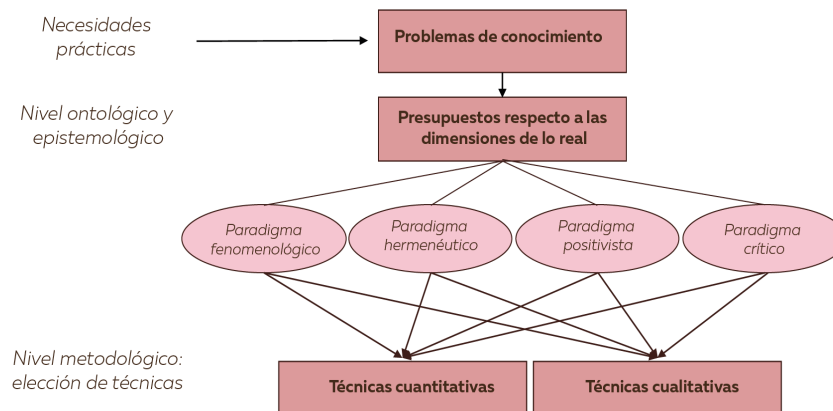 Necesidades
prácticas
Problemas de conocimiento
Nivel ontológico y
epistemológico
Presupuestos respecto a las
dimensiones de lo real
Paradigma
fenomenológico
Paradigma
hermenéutico
Paradigma
positivista
Paradigma
crítico
Nivel metodológico:
elección de técnicas
Técnicas cuantitativas
Técnicas cualitativas